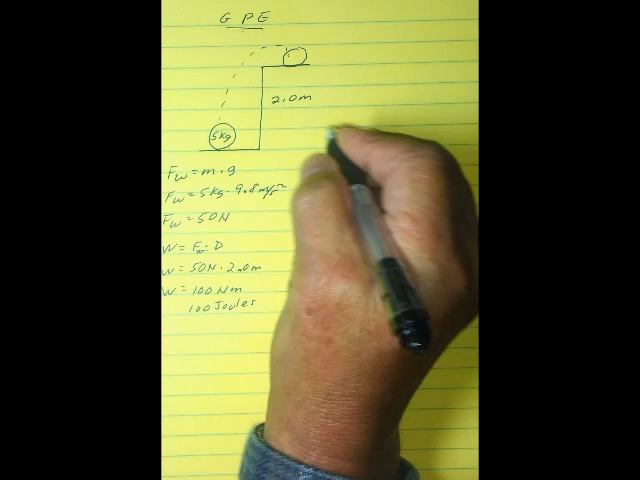 GPE
2.0m
5kg
Fw = m·g
Fw = 5kg · 9.8 m/s²
Fw = 50N
W = Fw · D
W = 50N · 2.0m
W = 100 Nm
100 Joules